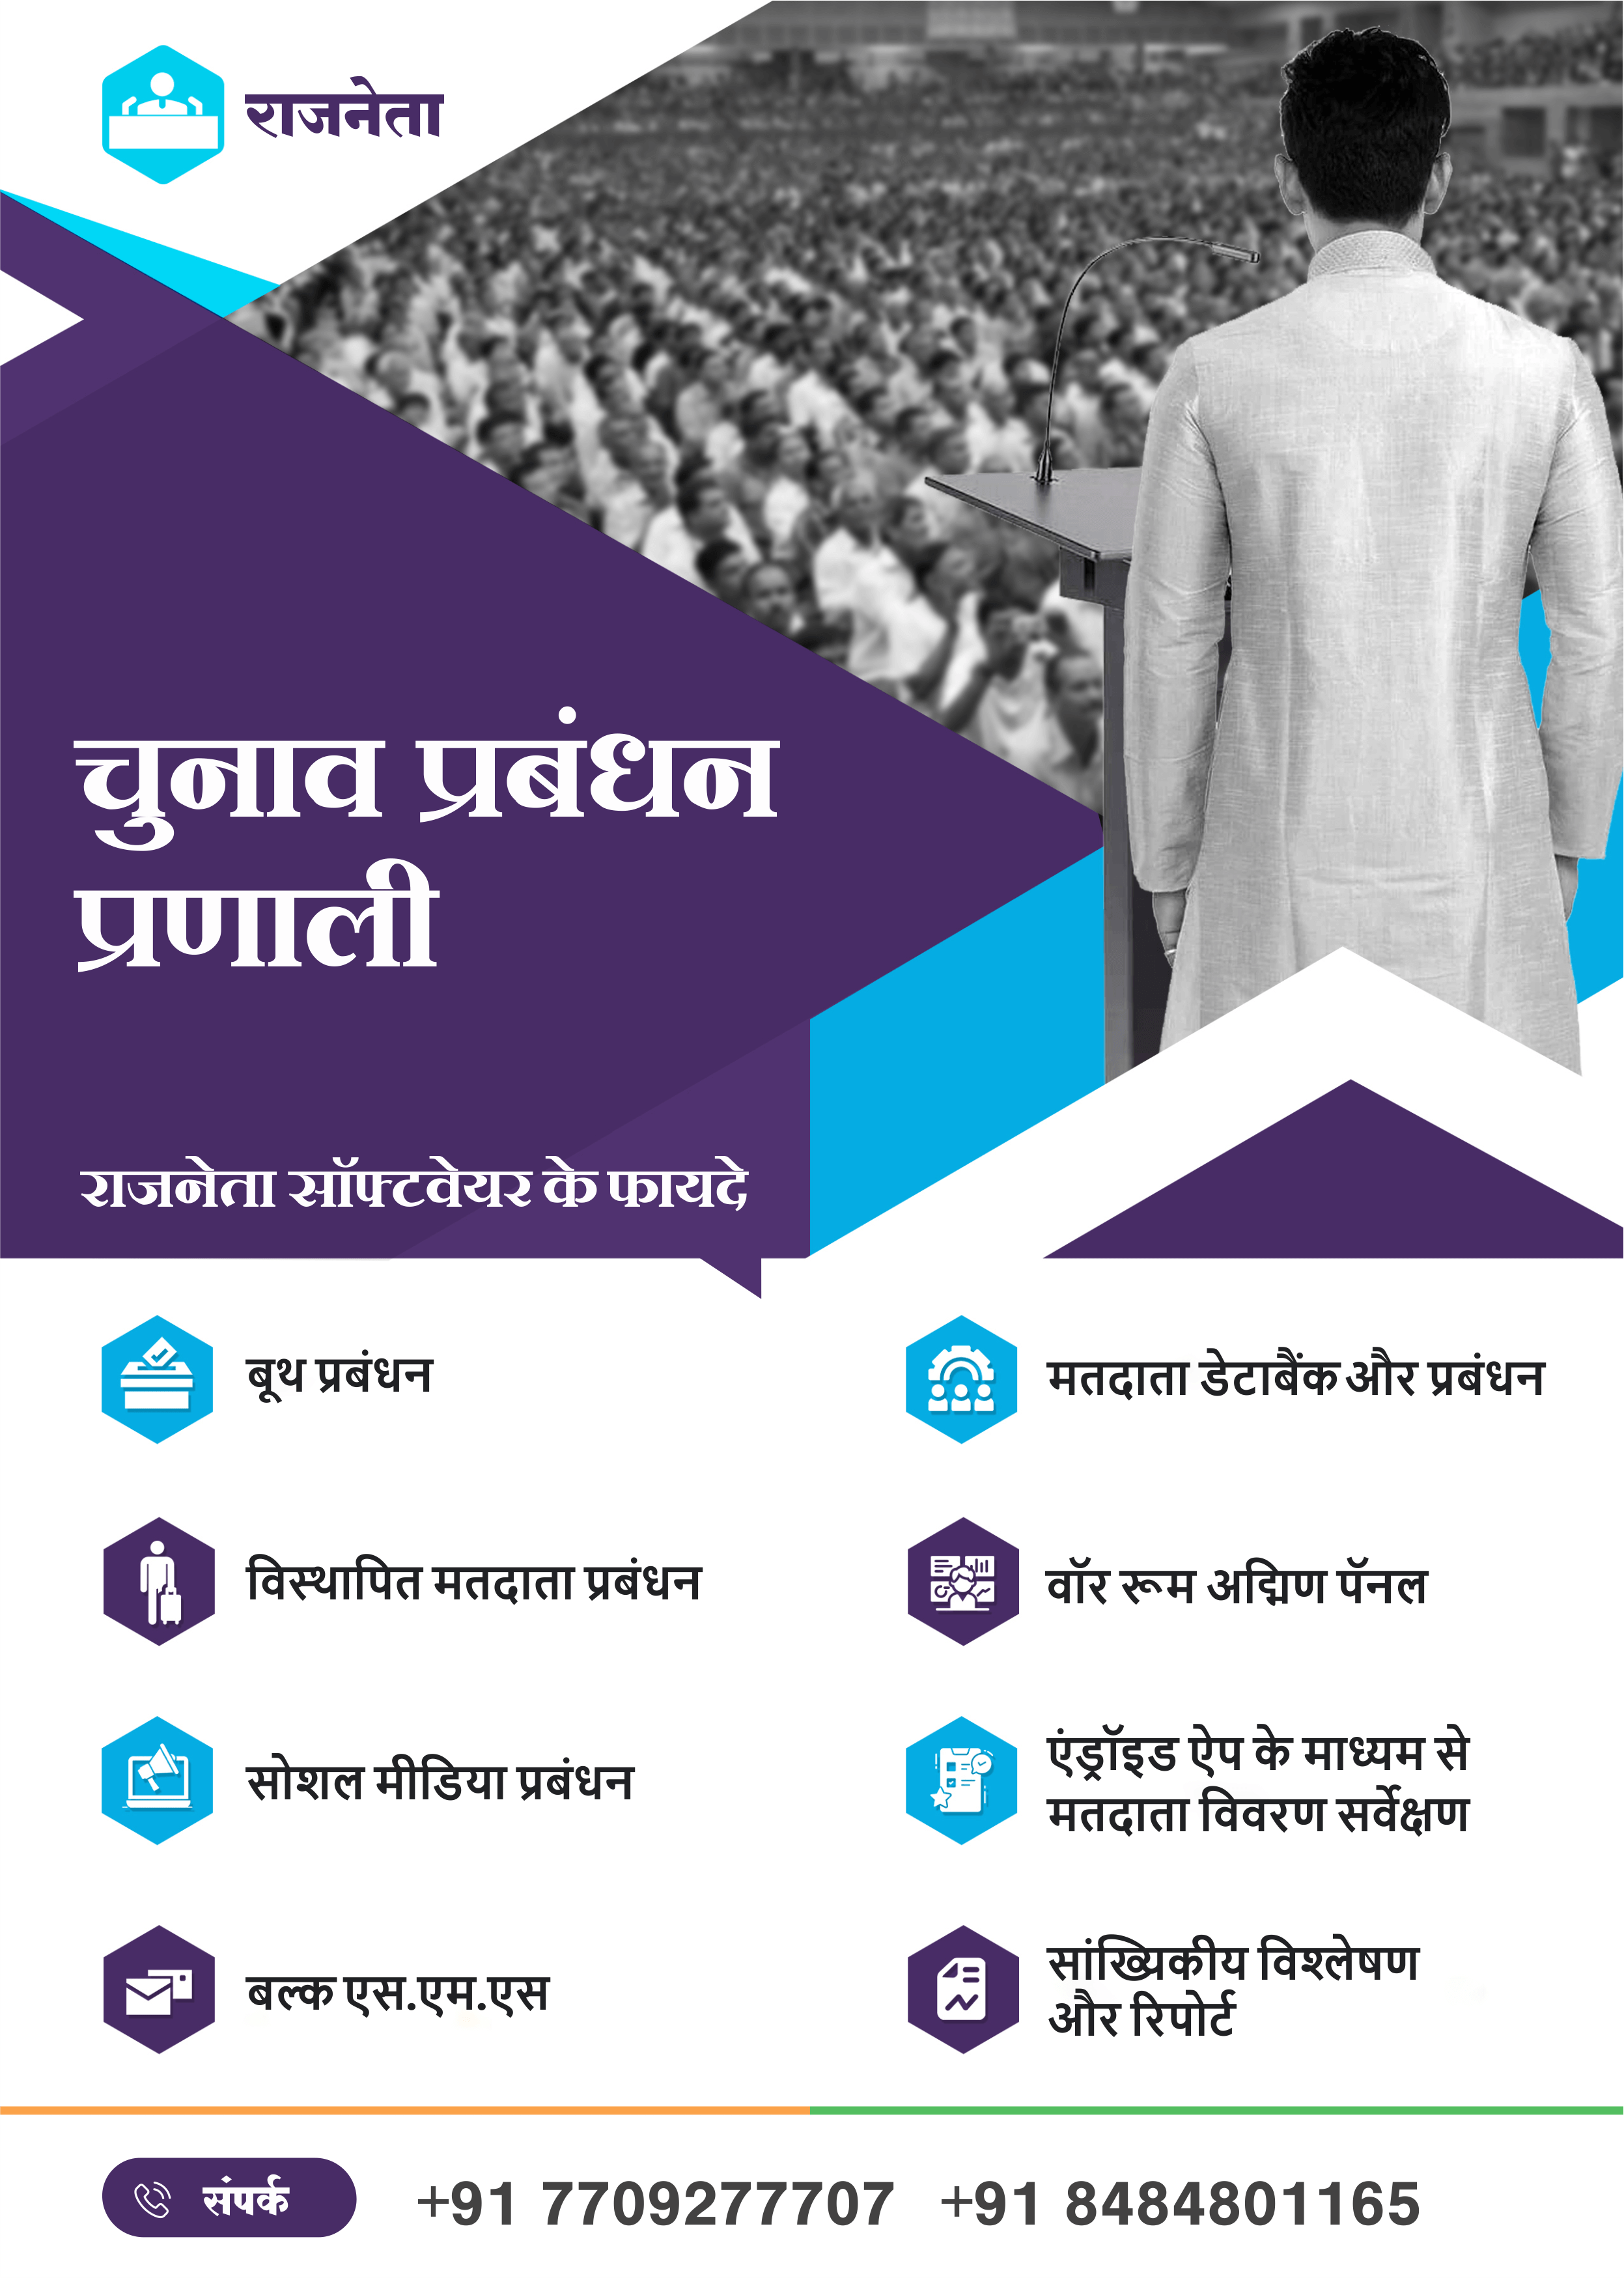 राजनेता
चुनाव प्रबंधन
प्रणाली
राजनेता सॉफ्टवेयर के फायदे
बूथ प्रबंधन
मतदाता डेटाबैंक और प्रबंधन
विस्थापित मतदाता प्रबंधन
वॉर रूम अद्मिण पॅनल
सोशल मीडिया प्रबंधन
एंड्रॉइड ऐप के माध्यम से
मतदाता विवरण सर्वेक्षण
बल्क एस.एम.एस
सांख्यिकीय विश्लेषण
और रिपोर्ट
संपर्क +91 7709277707 +91 8484801165